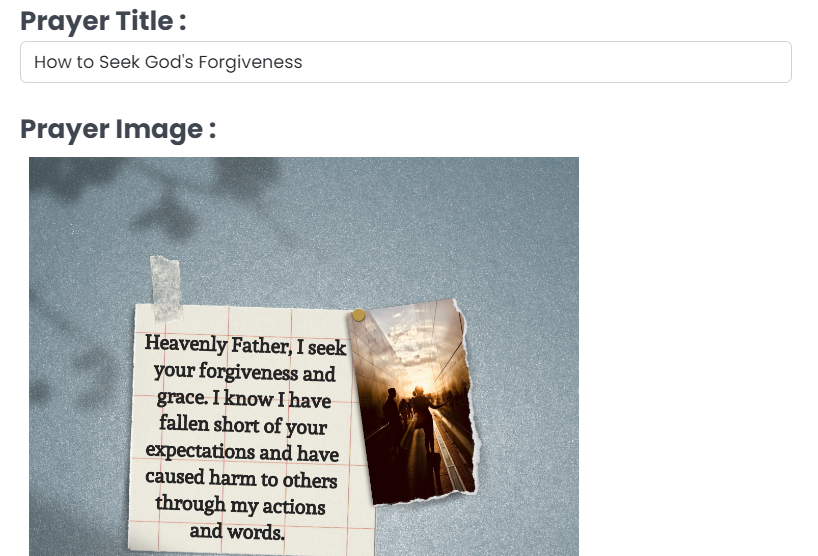 Prayer Title :
How to Seek God's Forgiveness
Prayer Image :
Heavenly Father, I seek
your forgiveness and
grace. I know I have
fallen short of your
expectations and have
caused harm to others
through my actions
and words.